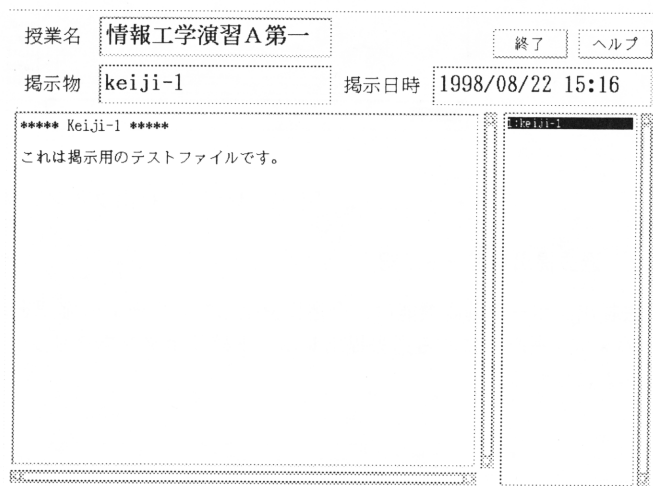 授業名 情報工学演習A第一
終了 ヘルプ
掲示物 keiji-1 掲示日時 1998/08/22 15:16
***** Keiji-1 *****
これは掲示用のテストファイルです。
1:keiji-1